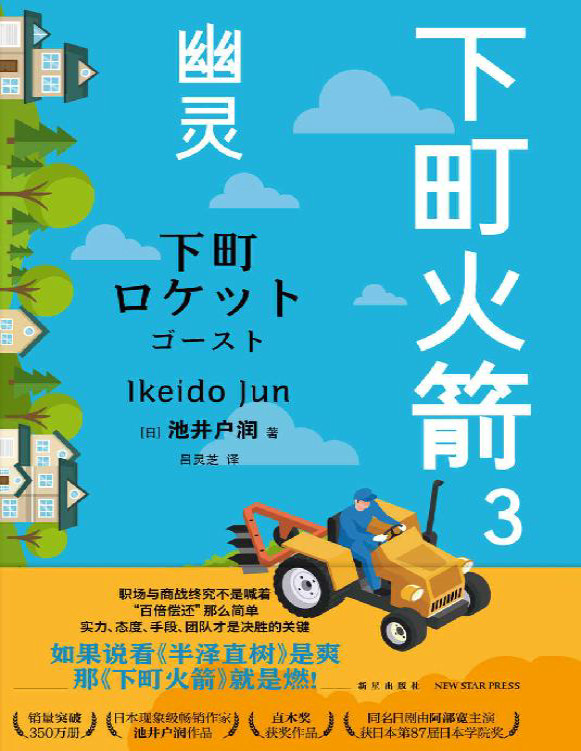 下町火箭3
幽灵
下町
ロケット
ゴースト
Ikeido Jun
[日]池井户润 著
吕灵芝 译
职场与商战终究不是喊着
“百倍偿还”那么简单
实力、态度、手段、团队才是决胜的关键
如果说看《半泽直树》是爽
那《下町火箭》就是燃!
新星出版社 NEW STAR PRESS
销量突破
350万册
日本现象级畅销作家
池井户润作品
直木奖
获奖作品
同名日剧由阿部宽主演
获日本第87届日本学院奖